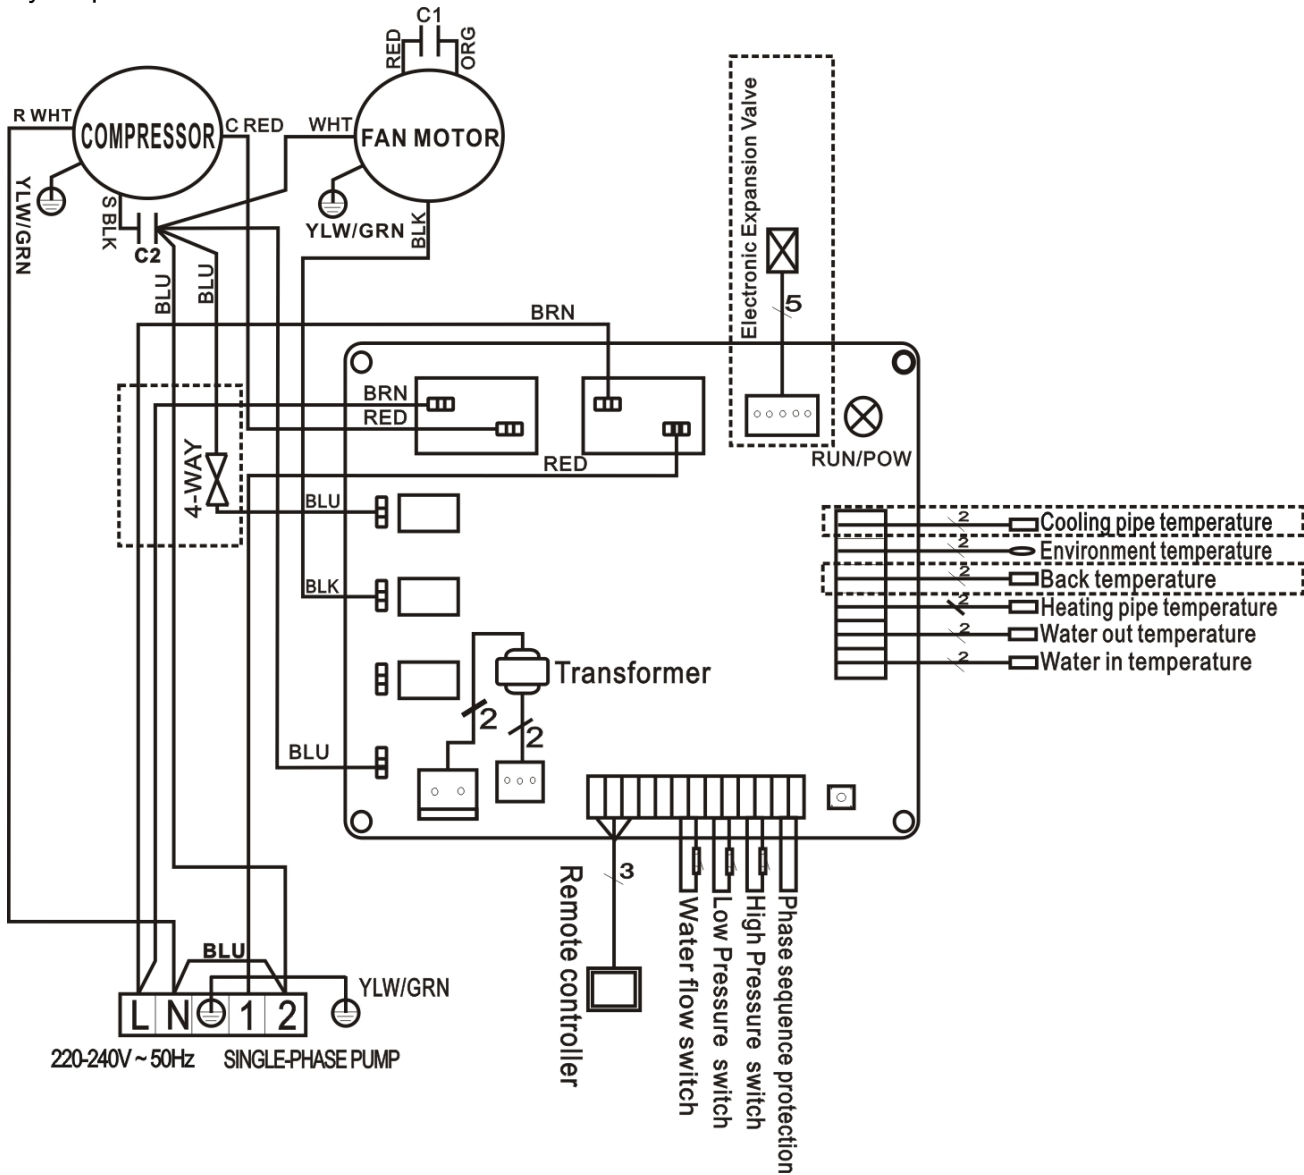 C1
RED
ORG
R WHT
COMPRESSOR
C RED
WHT
FAN MOTOR
YLW/GRN
S BLK
C2
YLW/GRN
BLK
BLU
BLU
Electronic Expansion Valve
5
BRN
BRN
RED
RED
RUN/POW
4-WAY
BLU
BLK
2 Cooling pipe temperature
2 Environment temperature
2 Back temperature
2 Heating pipe temperature
2 Water out temperature
2 Water in temperature
Transformer
2
2
BLU
3
Remote controller
Water flow switch
Low Pressure switch
High Pressure switch
Phase sequence protection
BLU
YLW/GRN
L N 1 2
220-240V ~ 50Hz SINGLE-PHASE PUMP